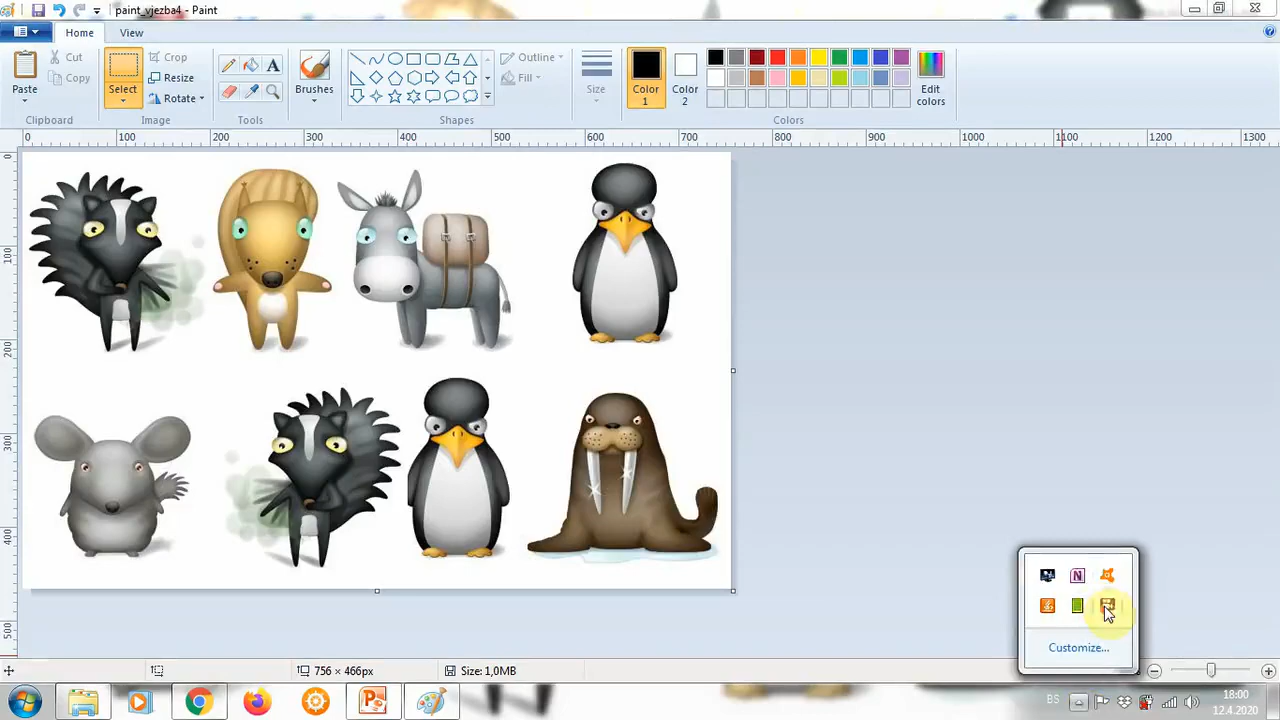 paint_vjezba4 - Paint
Home View
Paste
Cut
Copy
Clipboard
Select
Crop
Resize
Rotate
Image
A
Tools
Brushes
Shapes
Outline
Fill
Size
Color 1
Color 2
Edit colors
Colors
0 100 200 300 400 500 600 700 800 900 1000 1100 1200 1300
0
100
200
300
400
500
N
Customize...
756 × 466px
Size: 1,0MB
BS
18:00
12.4.2020